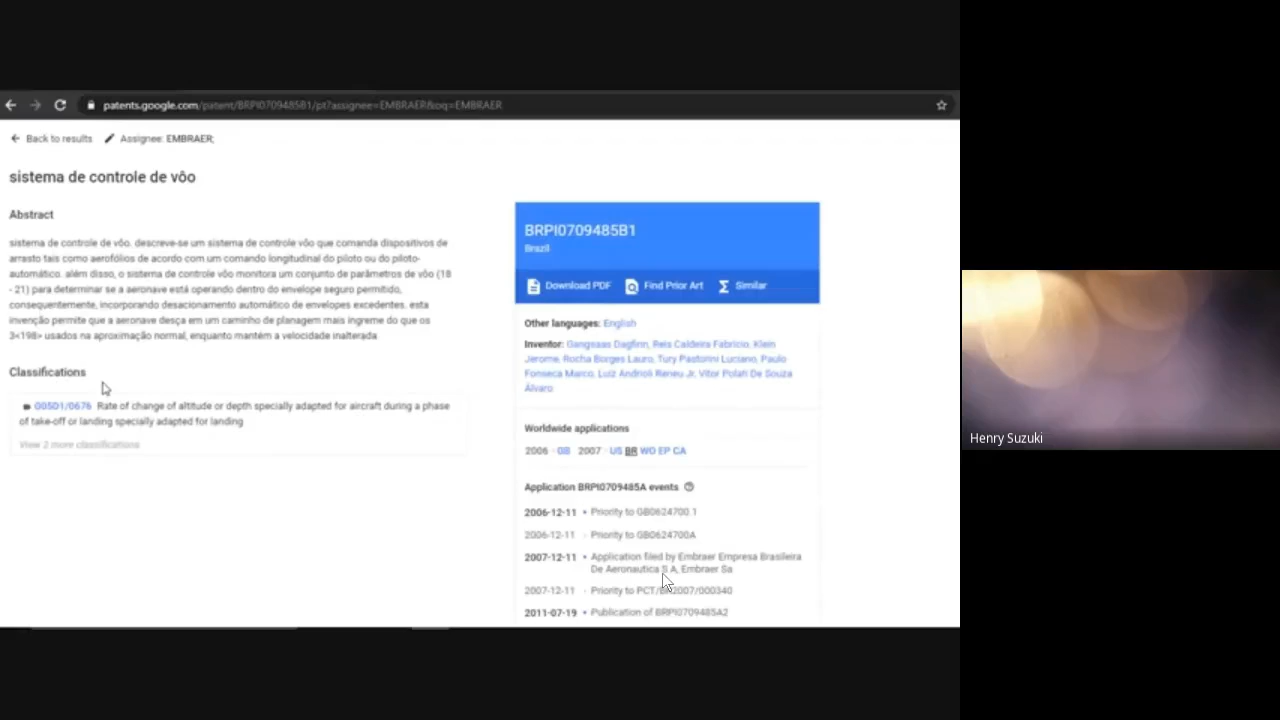 patents.google.com/patent/BRPI0709485B1/pt?assignee=EMBRAER&oq=EMBRAER
Back to results Assignee: EMBRAER;
sistema de controle de vôo
Abstract
sistema de controle de vôo. descreve-se um sistema de controle vôo que comanda dispositivos de
arrasto tais como aerofólios de acordo com um comando longitudinal do piloto ou do piloto-
automático. além disso, o sistema de controle vôo monitora um conjunto de parâmetros de vôo (18
- 21) para determinar se a aeronave está operando dentro do envelope seguro permitido,
consequentemente, incorporando desacionamento automático de envelopes excedentes. esta
invenção permite que a aeronave desça em um caminho de planagem mais ingreme do que os
3<198> usados na aproximação normal, enquanto mantém a velocidade inalterada
Classifications
G05D1/0676 Rate of change of altitude or depth specially adapted for aircraft during a phase
of take-off or landing specially adapted for landing
View 2 more classifications
BRPI0709485B1
Brazil
Download PDF Find Prior Art Similar
Other languages: English
Inventor: Gangsaas Dagfinn, Reis Caldeira Fabricio, Klein
Jerome, Rocha Borges Lauro, Tury Pastorini Luciano, Paulo
Fonseca Marco, Luiz Andrioli Reneu Jr, Vitor Polati De Souza
Álvaro
Worldwide applications
2006 GB 2007 US BR WO EP CA
Application BRPI0709485A events
2006-12-11 Priority to GB0624700.1
2006-12-11 Priority to GB0624700A
2007-12-11 Application filed by Embraer Empresa Brasileira
De Aeronautica S A, Embraer Sa
2007-12-11 Priority to PCT/BR2007/000340
2011-07-19 Publication of BRPI0709485A2
Henry Suzuki